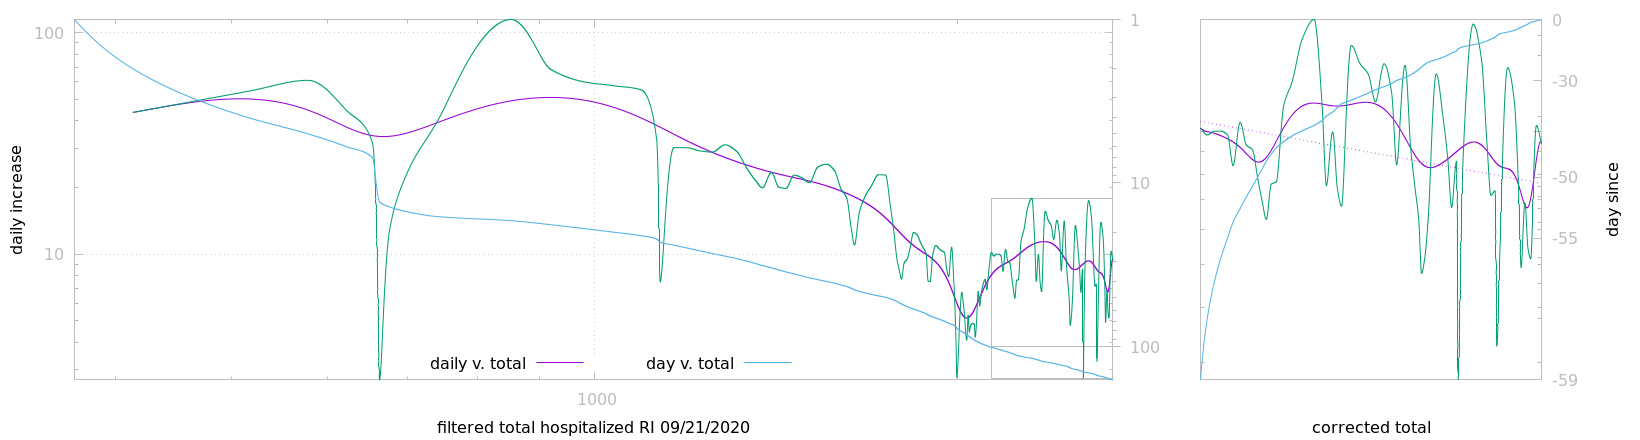 100
10
daily increase
daily v. total
day v. total
1000
filtered total hospitalized RI 09/21/2020
1
10
100
0
-30
-50
-55
-59
day since
corrected total